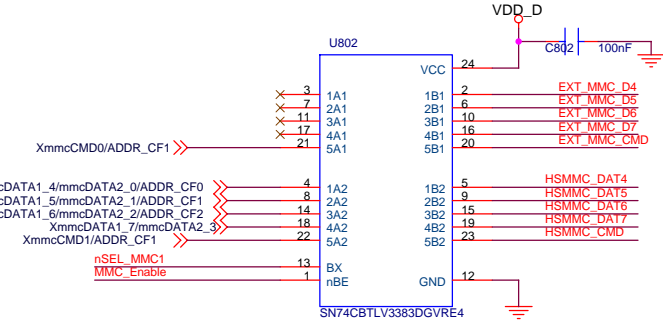 VDD_D
U802
C802 100nF
VCC 24
3 1A1 1B1 2 EXT_MMC_D4
7 2A1 2B1 6 EXT_MMC_D5
11 3A1 3B1 10 EXT_MMC_D6
17 4A1 4B1 16 EXT_MMC_D7
XmmcCMD0/ADDR_CF1 21 5A1 5B1 20 EXT_MMC_CMD
cDATA1_4/mmcDATA2_0/ADDR_CF0 4 1A2 1B2 5 HSMMC_DAT4
cDATA1_5/mmcDATA2_1/ADDR_CF1 8 2A2 2B2 9 HSMMC_DAT5
cDATA1_6/mmcDATA2_2/ADDR_CF2 14 3A2 3B2 15 HSMMC_DAT6
XmmcDATA1_7/mmcDATA2_3 18 4A2 4B2 19 HSMMC_DAT7
XmmcCMD1/ADDR_CF1 22 5A2 5B2 23 HSMMC_CMD
nSEL_MMC1 13 BX
MMC_Enable 1 nBE GND 12
SN74CBTLV3383DGVRE4